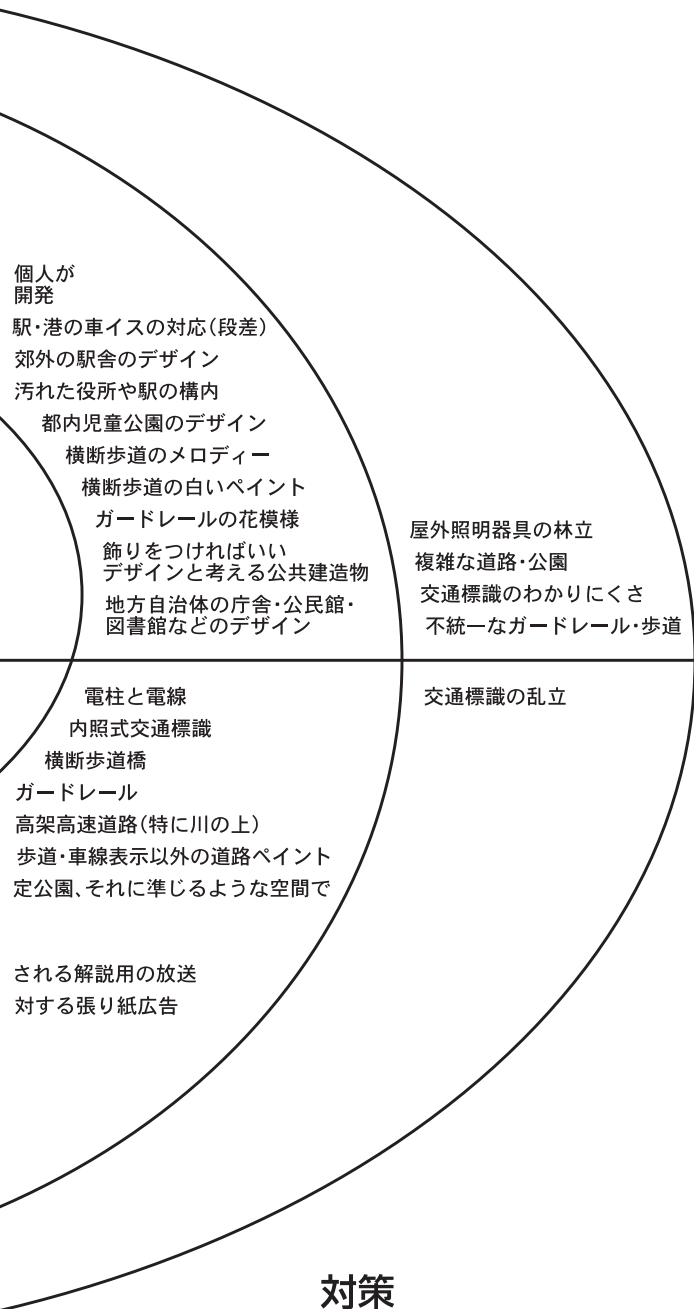 個人が
開発
駅・港の車イスの対応(段差)
郊外の駅舎のデザイン
汚れた役所や駅の構内
都内児童公園のデザイン
横断歩道のメロディー
横断歩道の白いペイント
ガードレールの花模様
飾りをつければいい
デザインと考える公共建造物
地方自治体の庁舎・公民館・
図書館などのデザイン
屋外照明器具の林立
複雑な道路・公園
交通標識のわかりにくさ
不統一なガードレール・歩道
電柱と電線
内照式交通標識
横断歩道橋
ガードレール
高架高速道路(特に川の上)
歩道・車線表示以外の道路ペイント
定公園、それに準じるような空間で
される解説用の放送
対する張り紙広告
交通標識の乱立
対策